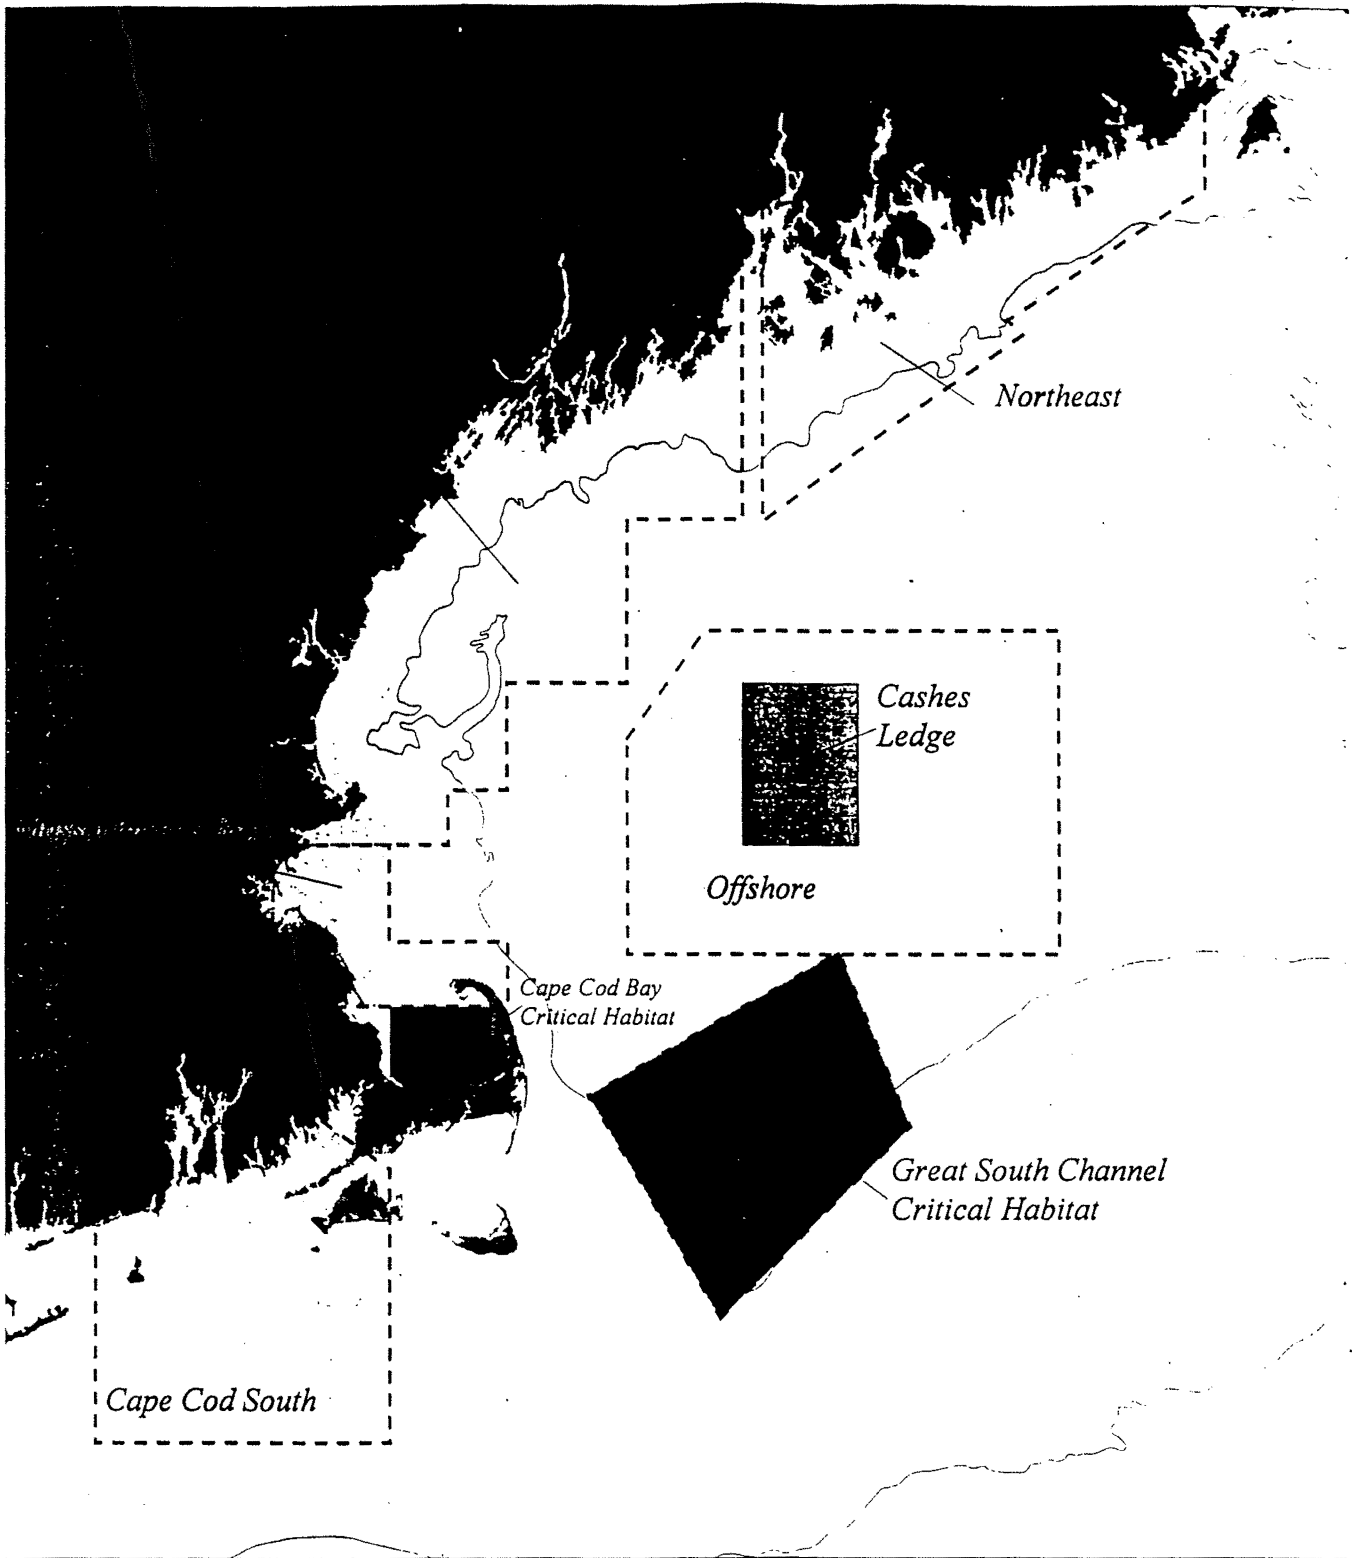 Northeast
Cashes
Ledge
Offshore
Cape Cod Bay
Critical Habitat
Great South Channel
Critical Habitat
Cape Cod South